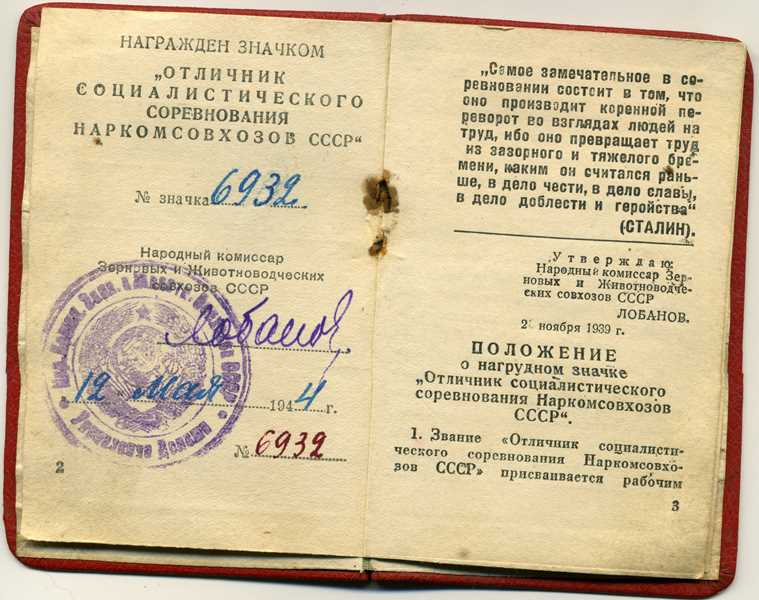 НАГРАЖДЕН ЗНАЧКОМ
„ОТЛИЧНИК
СОЦИАЛИСТИЧЕСКОГО
СОРЕВНОВАНИЯ
НАРКОМСОВХОЗОВ СССР“
№ значка 6932
Народный комиссар
Зерновых и Животноводческих
совхозов СССР
Лобанов
12 мая 1944 г.
№ 6932
2
„Самое замечательное в со-
ревновании состоит в том, что
оно производит коренной пе-
реворот во взглядах людей на
труд, ибо оно превращает труд
из зазорного и тяжелого бре-
мени, каким он считался рань-
ше, в дело чести, в дело славы,
в дело доблести и геройства“
(СТАЛИН).
Утверждаю:
Народный комиссар Зер-
новых и Животноводче-
ских совхозов СССР
ЛОБАНОВ.
ноября 1939 г.
ПОЛОЖЕНИЕ
о нагрудном значке
„Отличник социалистического
соревнования Наркомсовхозов
СССР“.
1. Звание «Отличник социалисти-
ческого соревнования Наркомсовхо-
зов СССР» присваивается рабочим
3